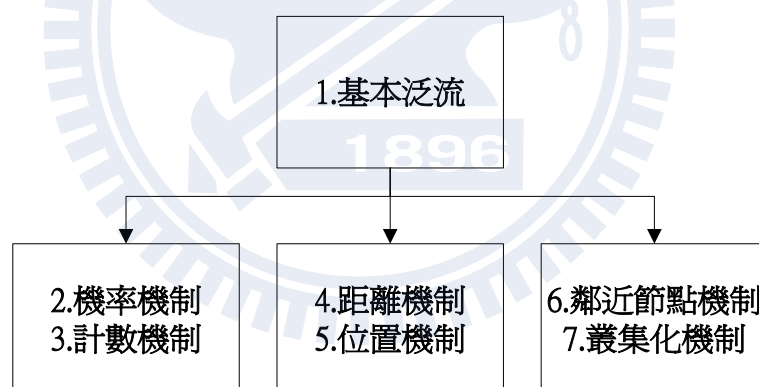 1.基本泛流
1896
2.機率機制
3.計數機制
4.距離機制
5.位置機制
6.鄰近節點機制
7.叢集化機制